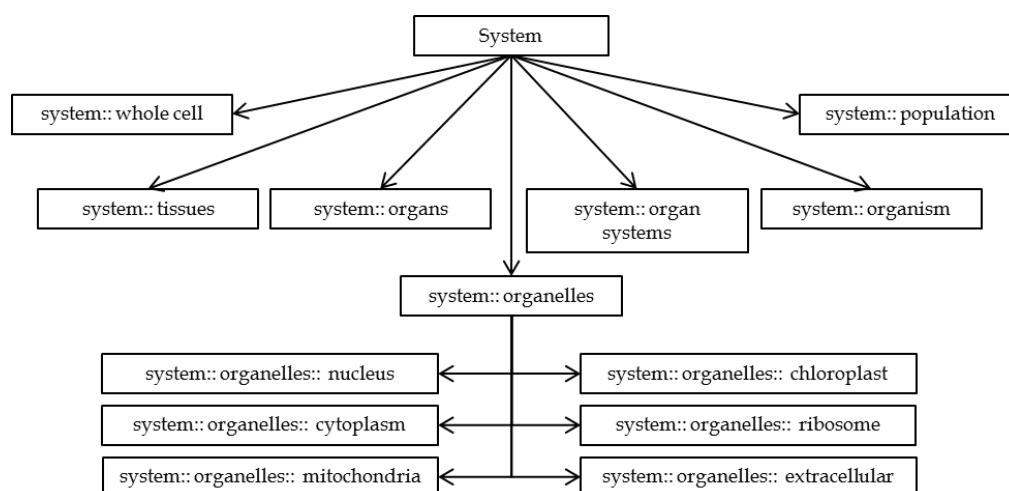 System
system:: whole cell
system:: population
system:: tissues
system:: organs
system:: organ
systems
system:: organism
system:: organelles
system:: organelles:: nucleus
system:: organelles:: chloroplast
system:: organelles:: cytoplasm
system:: organelles:: ribosome
system:: organelles:: mitochondria
system:: organelles:: extracellular